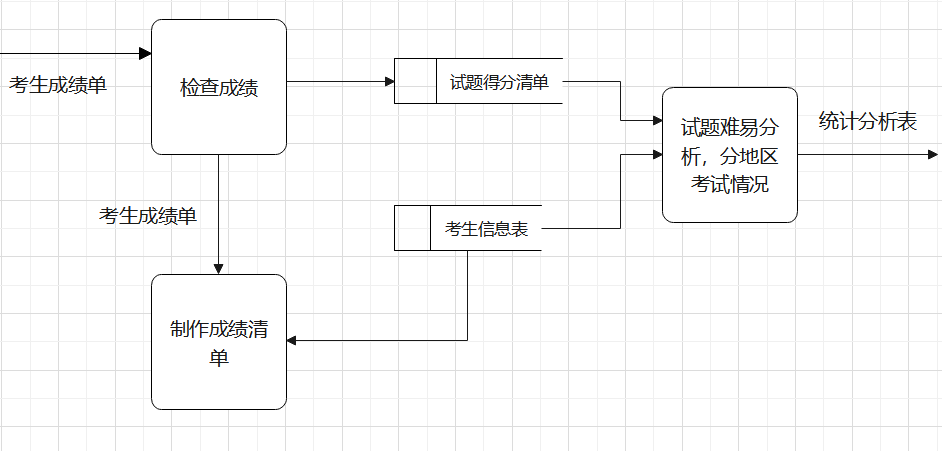 考生成绩单
检查成绩
试题得分清单
试题难易分
析，分地区
考试情况
统计分析表
考生成绩单
考生信息表
制作成绩清
单